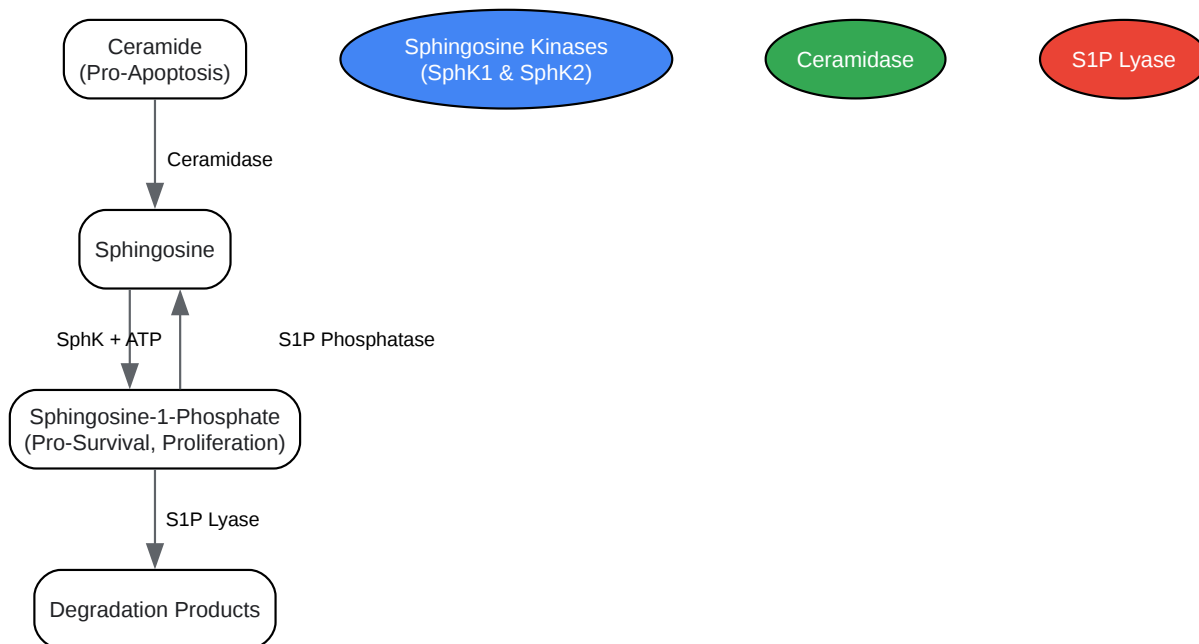 Ceramide
(Pro-Apoptosis)
Sphingosine Kinases
(SphK1 & SphK2)
Ceramidase
S1P Lyase
Ceramidase
Sphingosine
SphK + ATP
S1P Phosphatase
Sphingosine-1-Phosphate
(Pro-Survival, Proliferation)
S1P Lyase
Degradation Products